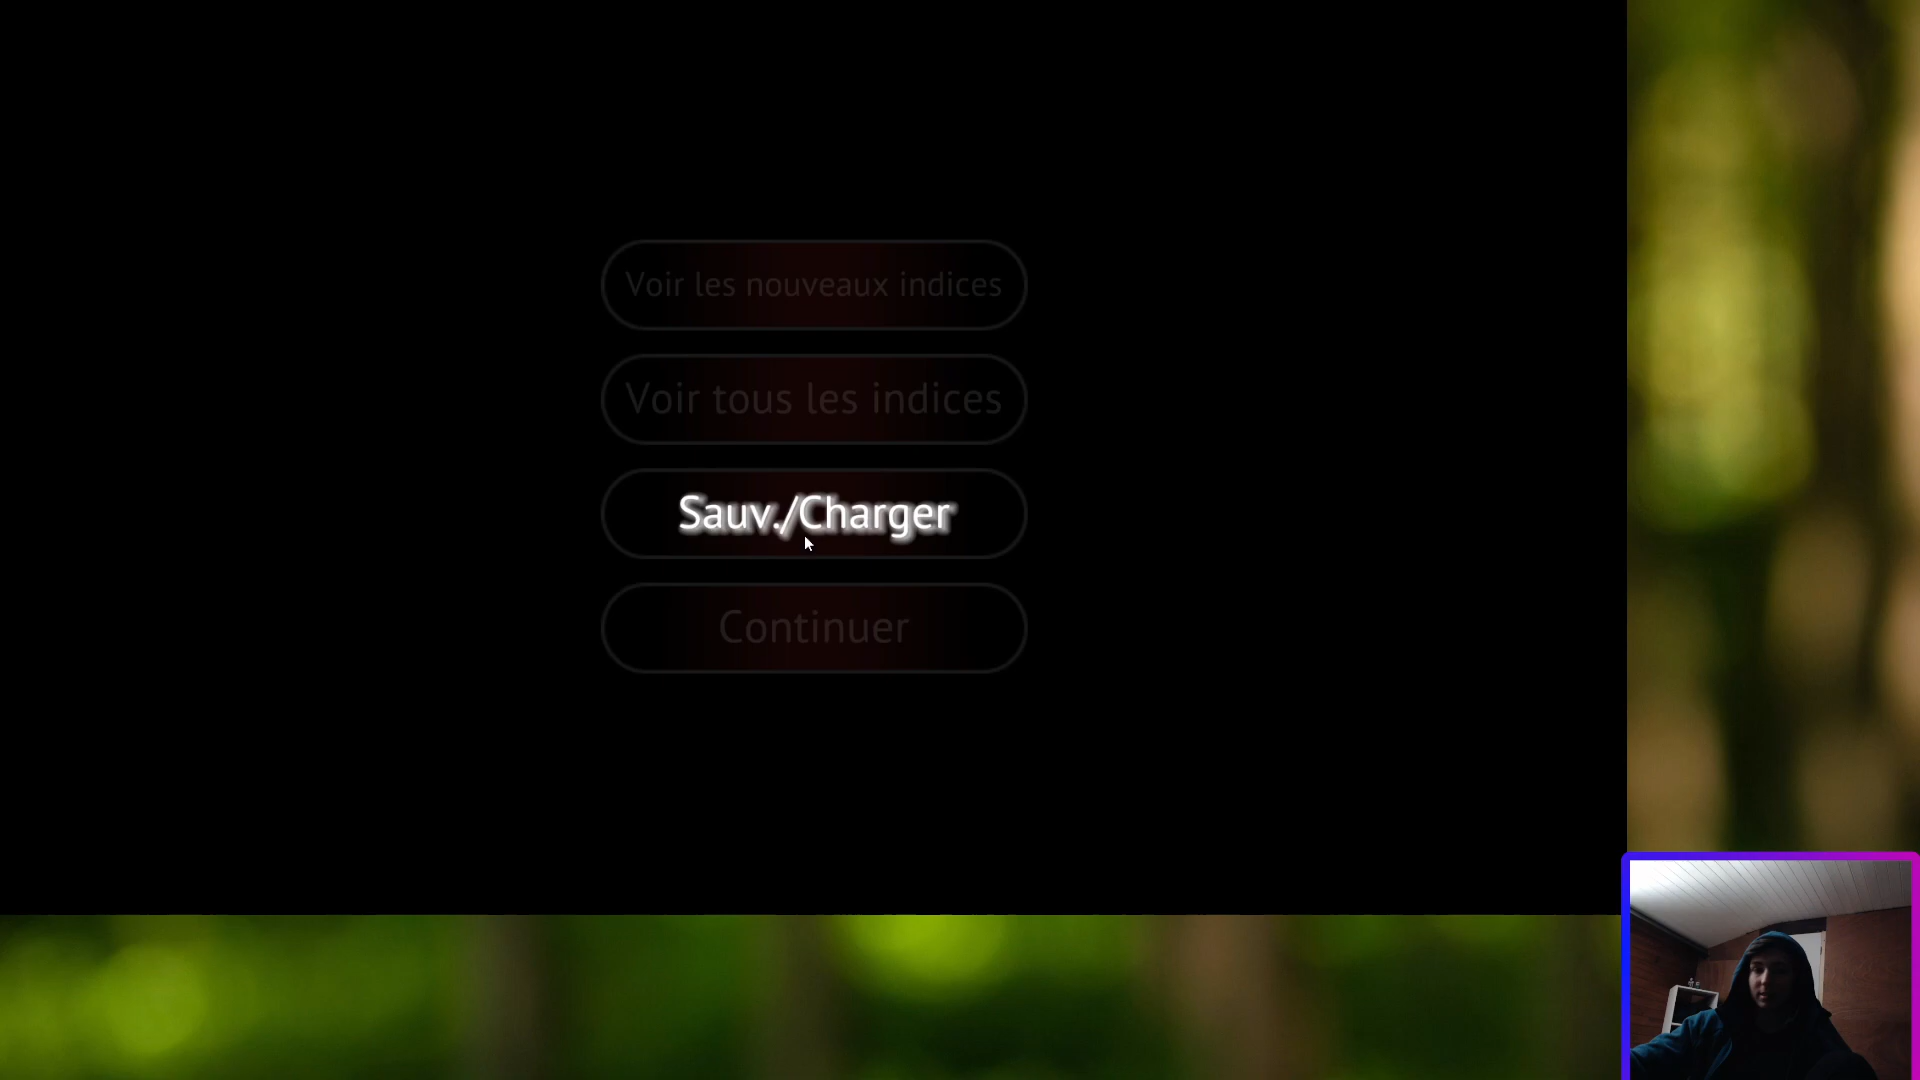 Voir les nouveaux indices
Voir tous les indices
Sauv./Charger
Continuer